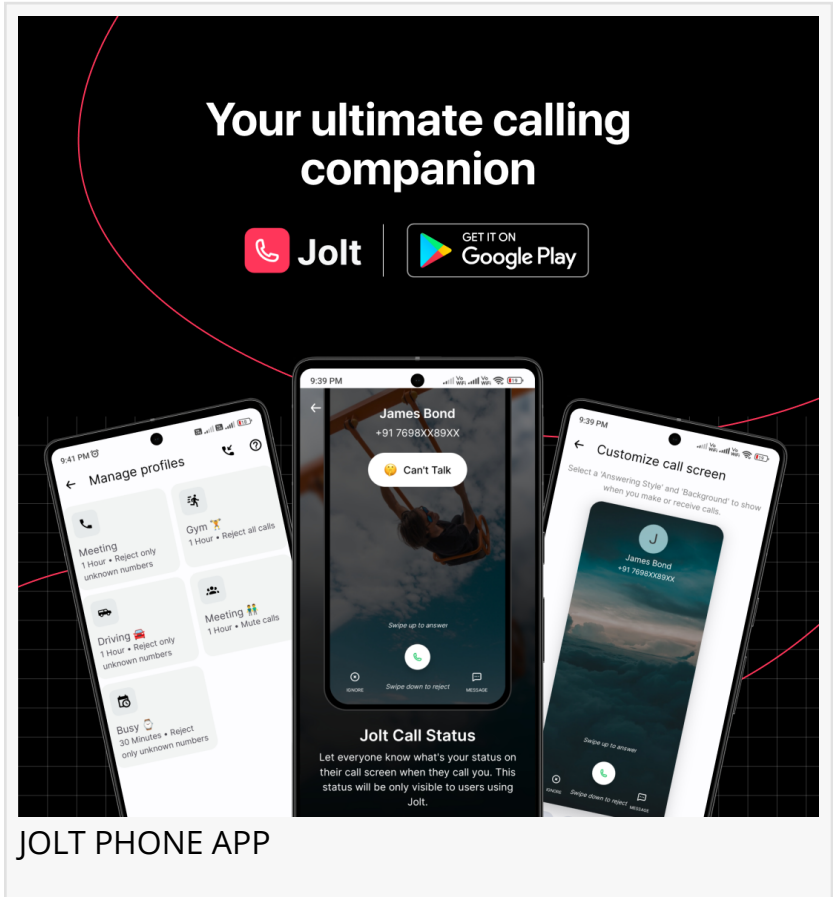 Your ultimate calling
companion
Jolt
GET IT ON
Google Play
9:41 PM
Manage profiles
Meeting
1 Hour • Reject only
unknown numbers
Gym 🏋️
1 Hour • Reject all calls
Driving 🚘
1 Hour • Reject only
unknown numbers
Meeting 👬
1 Hour • Mute calls
Busy ⌚
30 Minutes • Reject
only unknown numbers
9:39 PM
James Bond
+91 7698XX89XX
🤫 Can't Talk
Swipe up to answer
IGNORE
Swipe down to reject
MESSAGE
Jolt Call Status
Let everyone know what's your status on
their call screen when they call you. This
status will be only visible to users using
Jolt.
9:39 PM
Customize call screen
Select a 'Answering Style' and 'Background' to show
when you make or receive calls.
J
James Bond
+91 7698XX89XX
Swipe up to answer
IGNORE
Swipe down to reject
MESSAGE
JOLT PHONE APP